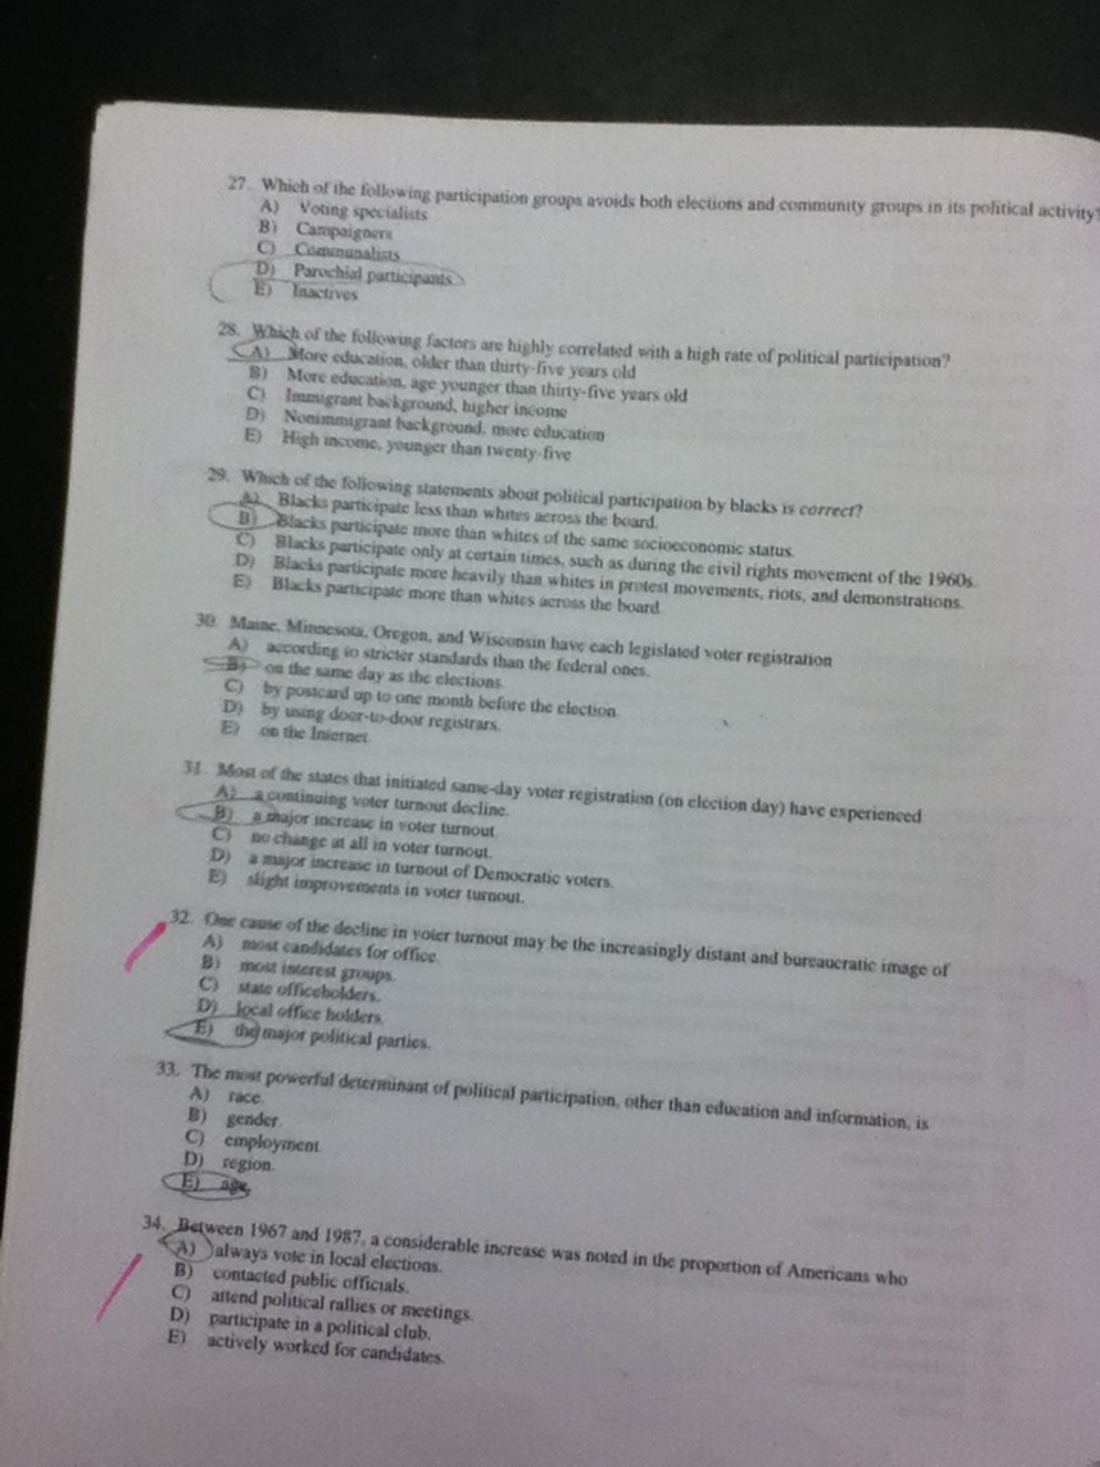 27. Which of the following participation groups avoids both elections and community groups in its political activity?
A) Voting specialists
B) Campaigners
C) Communalists
D) Parochial participants
E) Inactives
28. Which of the following factors are highly correlated with a high rate of political participation?
A) More education, older than thirty-five years old
B) More education, age younger than thirty-five years old
C) Immigrant background, higher income
D) Nonimmigrant background, more education
E) High income, younger than twenty-five
29. Which of the following statements about political participation by blacks is correct?
A) Blacks participate less than whites across the board.
B) Blacks participate more than whites of the same socioeconomic status.
C) Blacks participate only at certain times, such as during the civil rights movement of the 1960s.
D) Blacks participate more heavily than whites in protest movements, riots, and demonstrations.
E) Blacks participate more than whites across the board.
30. Maine, Minnesota, Oregon, and Wisconsin have each legislated voter registration
A) according to stricter standards than the federal ones.
B) on the same day as the elections.
C) by postcard up to one month before the election.
D) by using door-to-door registrars.
E) on the Internet.
31. Most of the states that initiated same-day voter registration (on election day) have experienced
A) a continuing voter turnout decline.
B) a major increase in voter turnout.
C) no change at all in voter turnout.
D) a major increase in turnout of Democratic voters.
E) slight improvements in voter turnout.
32. One cause of the decline in voter turnout may be the increasingly distant and bureaucratic image of
A) most candidates for office.
B) most interest groups.
C) state officeholders.
D) local office holders.
E) the major political parties.
33. The most powerful determinant of political participation, other than education and information, is
A) race.
B) gender.
C) employment.
D) region.
E) age.
34. Between 1967 and 1987, a considerable increase was noted in the proportion of Americans who
A) always vote in local elections.
B) contacted public officials.
C) attend political rallies or meetings.
D) participate in a political club.
E) actively worked for candidates.